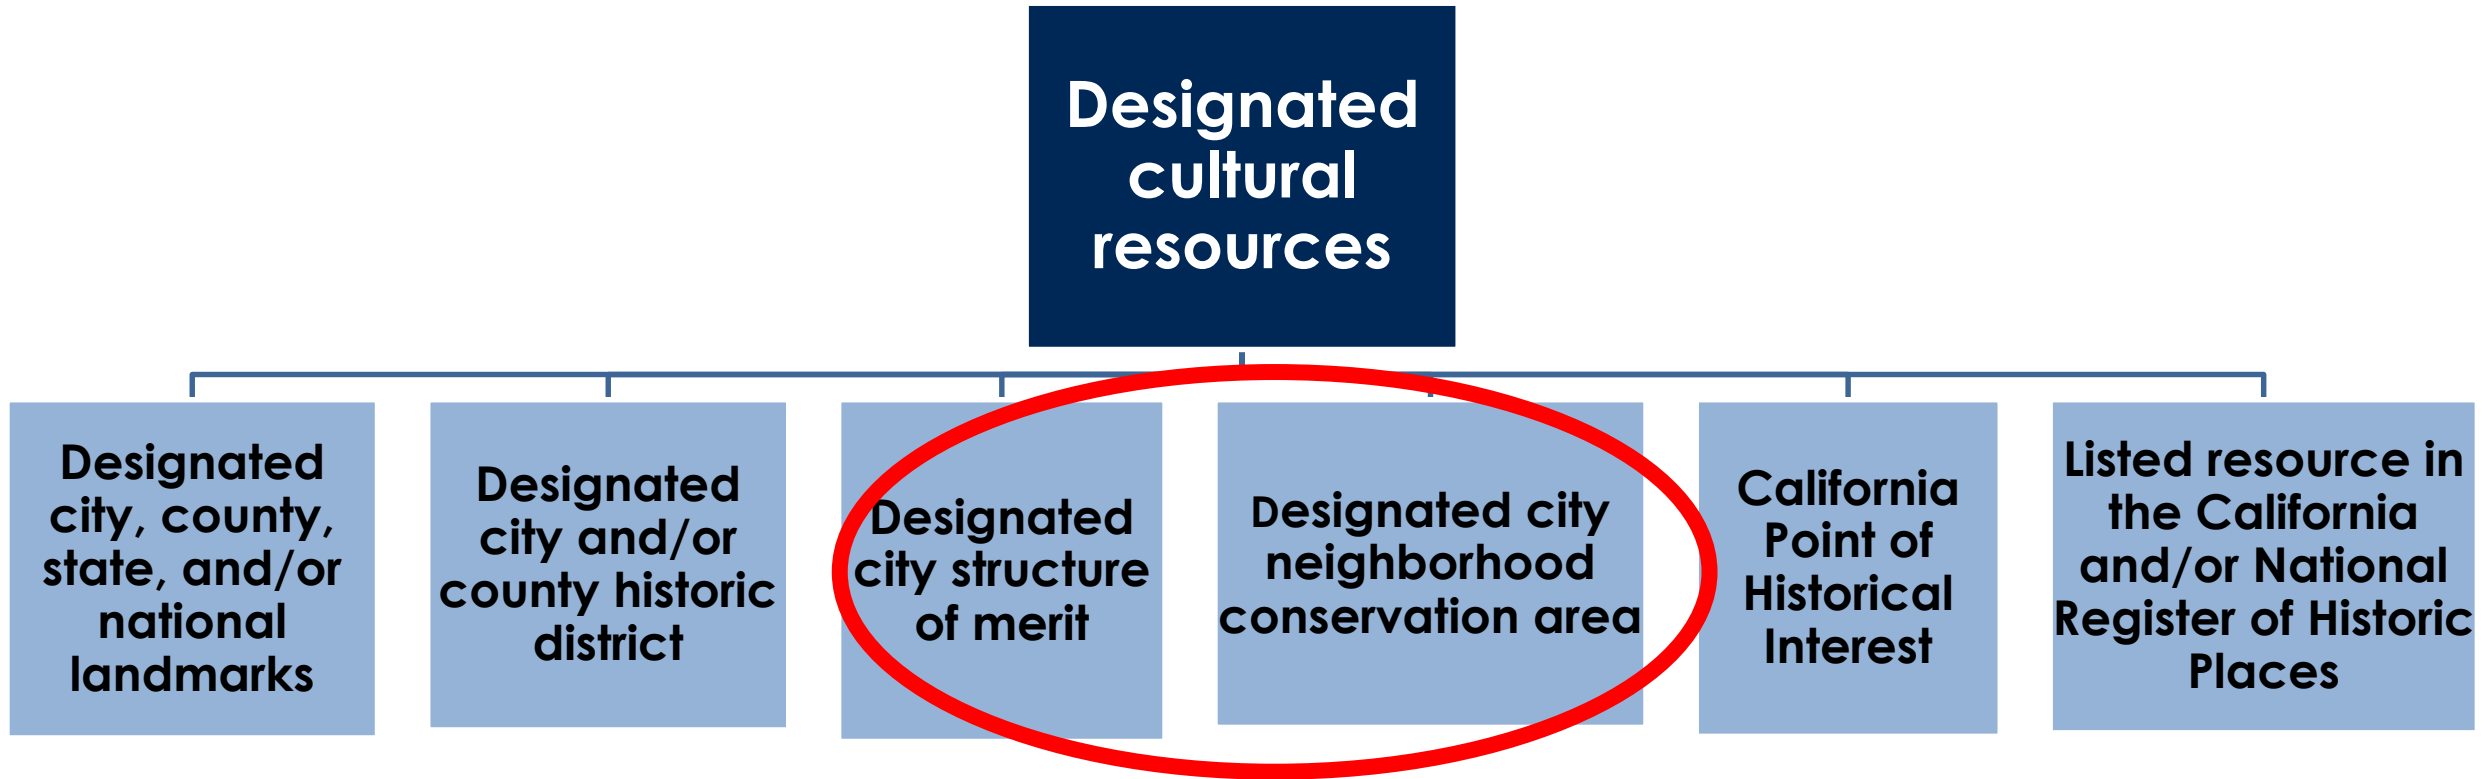 Designated
cultural
resources
Designated
city, county,
state, and/or
national
landmarks
Designated
city and/or
county historic
district
Designated
city structure
of merit
Designated city
neighborhood
conservation area
California
Point of
Historical
Interest
Listed resource in
the California
and/or National
Register of Historic
Places